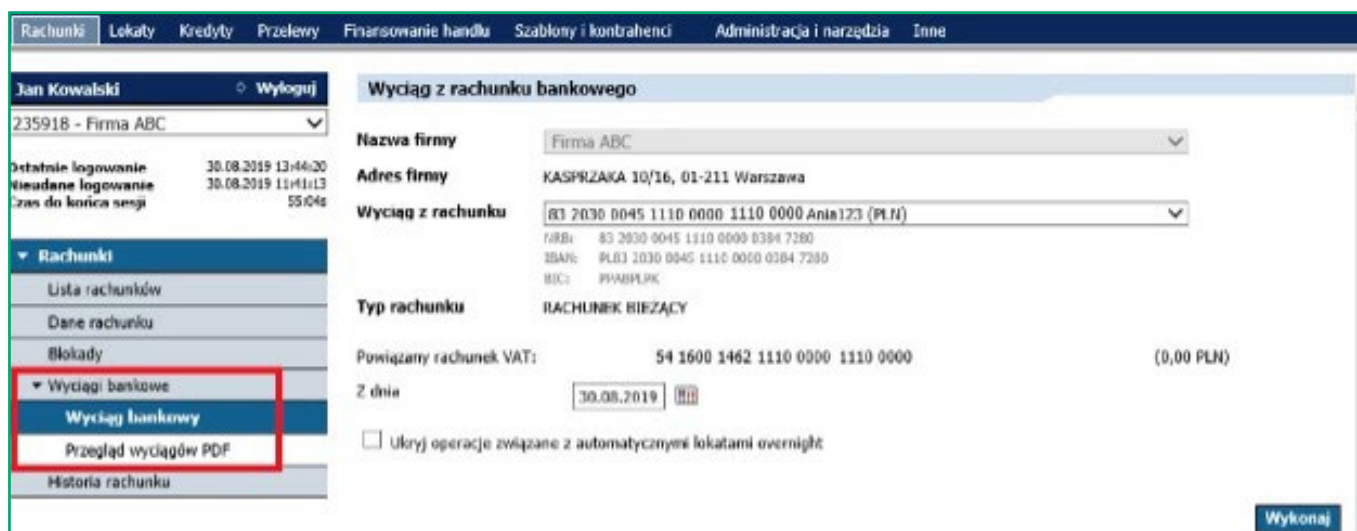 Rachunki Lokaty Kredyty Przelewy Finansowanie handlu Szablony i kontrahenci Administracja i narzędzia Inne
Jan Kowalski Wyloguj
235918 - Firma ABC
Ostatnie logowanie 30.08.2019 13:44:20
Nieudane logowanie 30.08.2019 11:41:13
Czas do końca sesji 55:04s
Rachunki
Lista rachunków
Dane rachunku
Blokady
Wyciągi bankowe
Wyciąg bankowy
Przegląd wyciągów PDF
Historia rachunku
Wyciąg z rachunku bankowego
Nazwa firmy Firma ABC
Adres firmy KASPRZAKA 10/16, 01-211 Warszawa
Wyciąg z rachunku 83 2030 0045 1110 0000 1110 0000 Ania123 (PLN)
NRB: 83 2030 0045 1110 0000 0384 7280
IBAN: PL83 2030 0045 1110 0000 0384 7280
BIC: PPABPLPK
Typ rachunku RACHUNEK BIEŻĄCY
Powiązany rachunek VAT: 54 1600 1462 1110 0000 1110 0000 (0,00 PLN)
Z dnia 30.08.2019
Ukryj operacje związane z automatycznymi lokatami overnight
Wykonaj